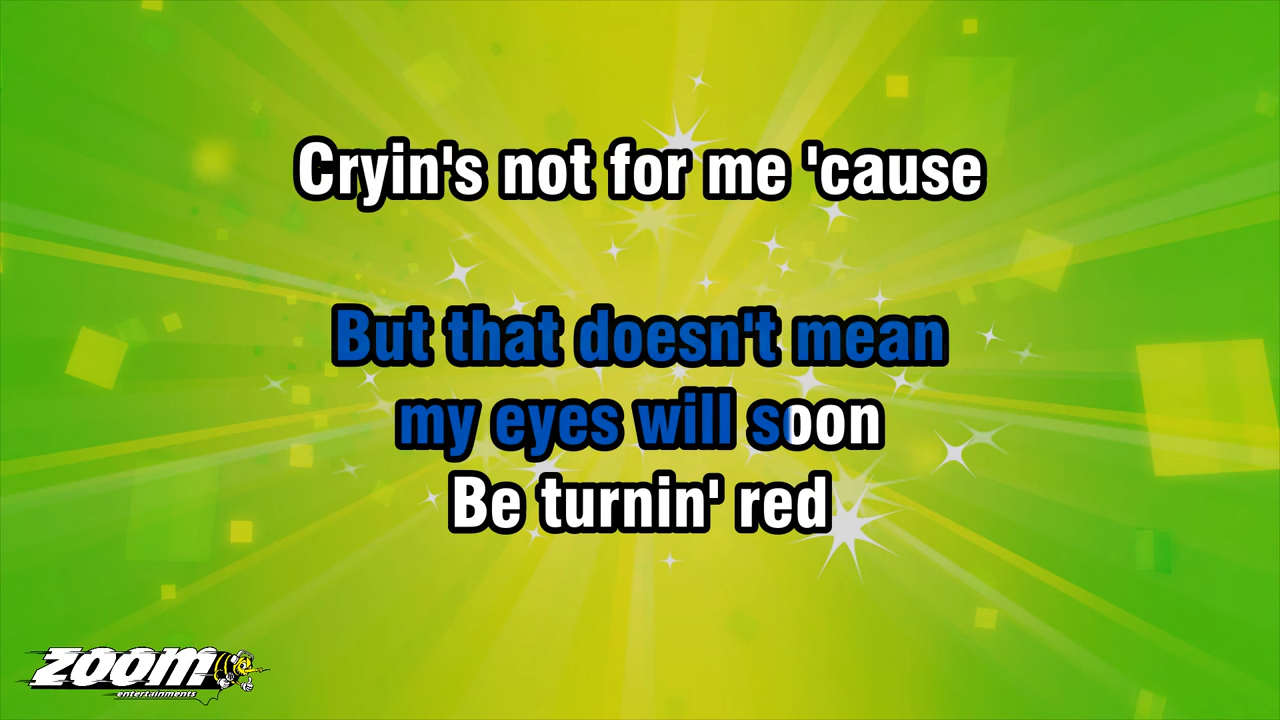 Cryin's not for me 'cause
But that doesn't mean
my eyes will soon
Be turnin' red
zoom
entertainments